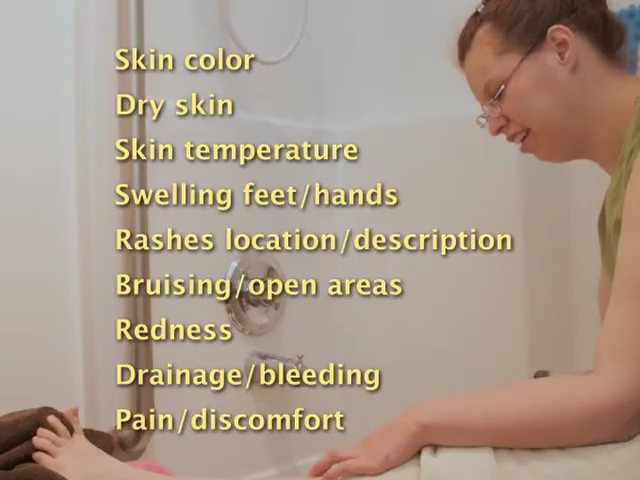 Skin color
Dry skin
Skin temperature
Swelling feet/hands
Rashes location/description
Bruising/open areas
Redness
Drainage/bleeding
Pain/discomfort